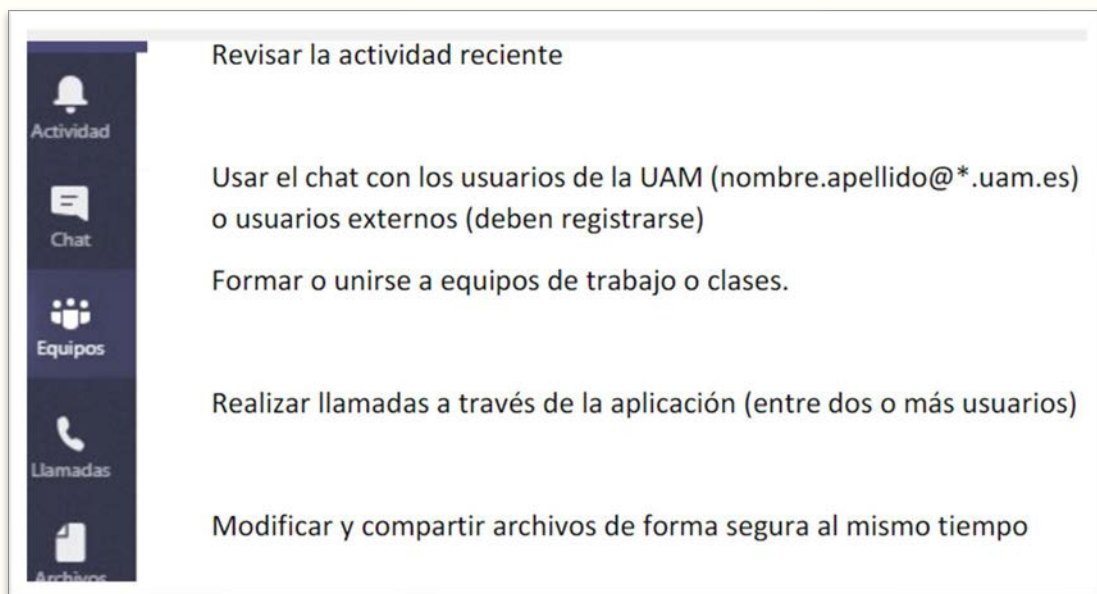 Revisar la actividad reciente
Actividad
Usar el chat con los usuarios de la UAM (nombre.apellido@*.uam.es)
o usuarios externos (deben registrarse)
Chat
Formar o unirse a equipos de trabajo o clases.
Equipos
Realizar llamadas a través de la aplicación (entre dos o más usuarios)
Llamadas
Modificar y compartir archivos de forma segura al mismo tiempo
Archivos